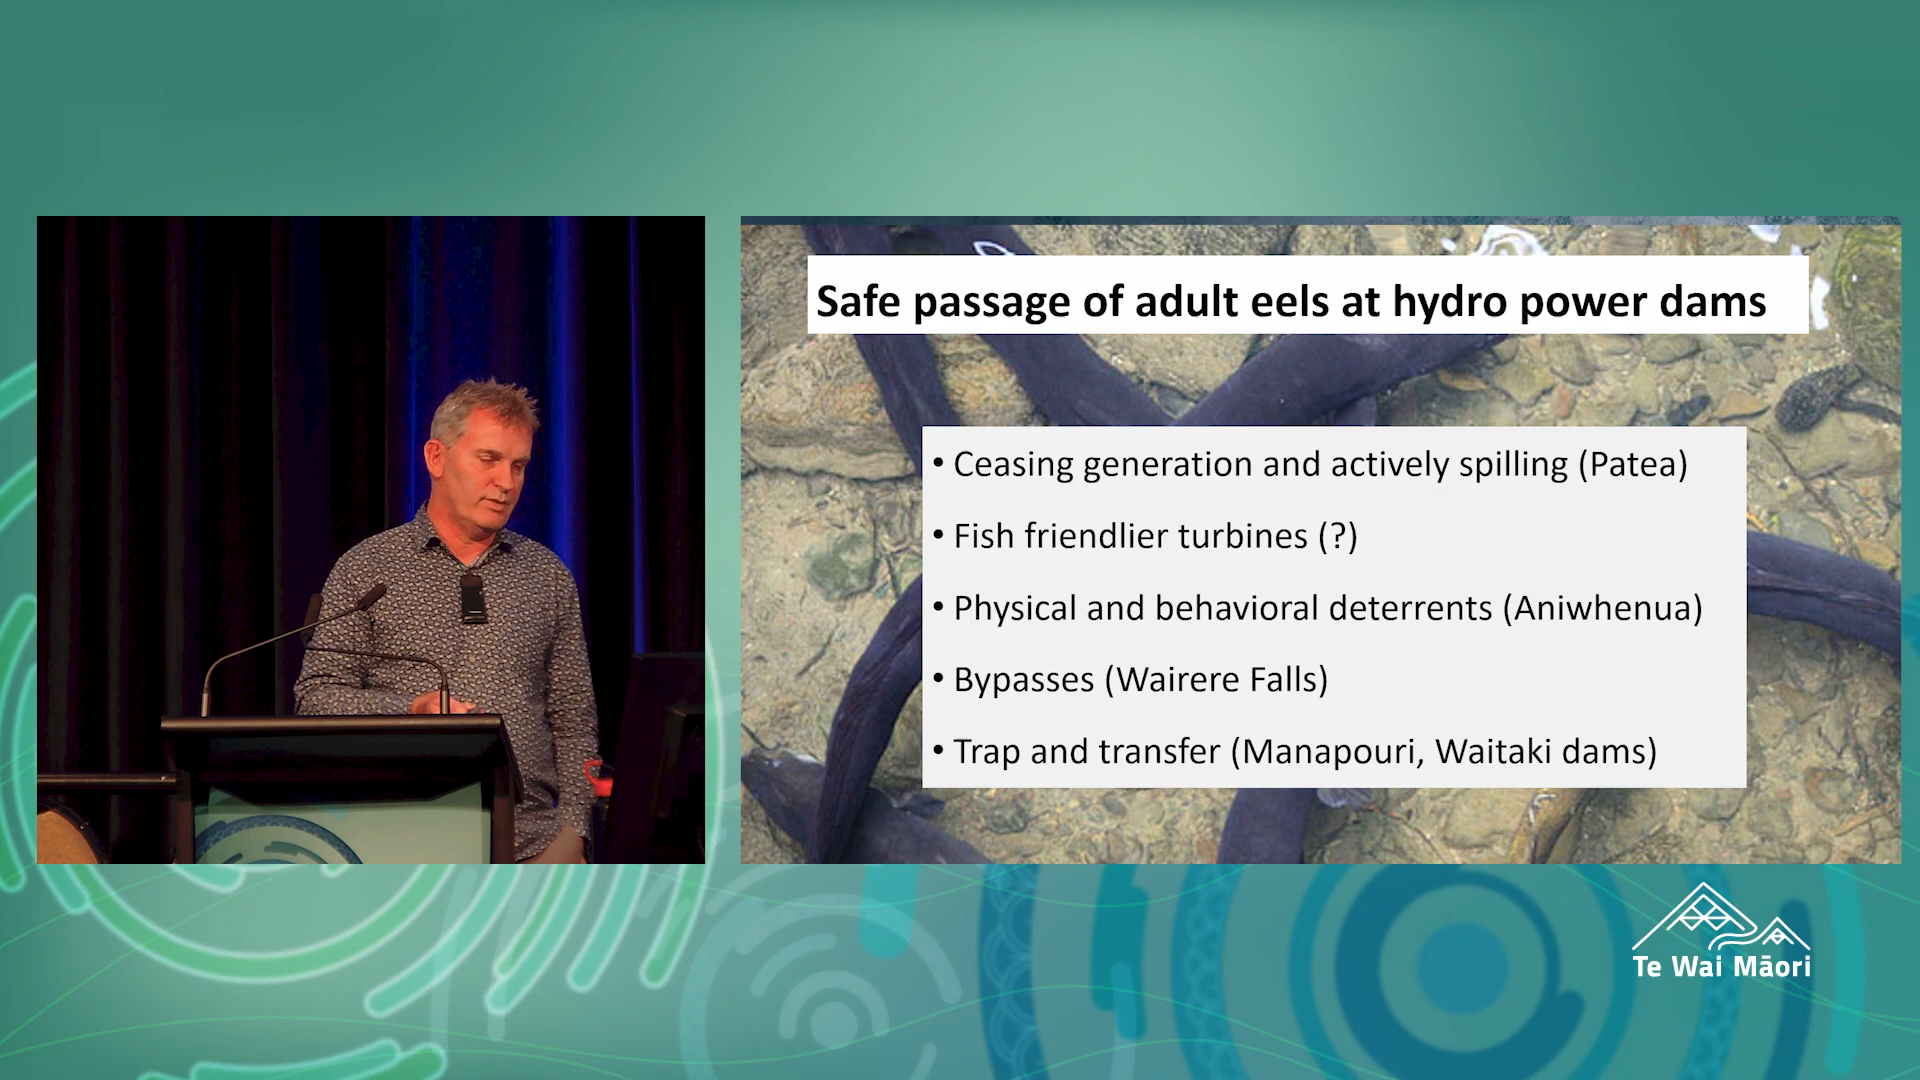 Safe passage of adult eels at hydro power dams
• Ceasing generation and actively spilling (Patea)
• Fish friendlier turbines (?)
• Physical and behavioral deterrents (Aniwhenua)
• Bypasses (Wairere Falls)
• Trap and transfer (Manapouri, Waitaki dams)
Te Wai Māori